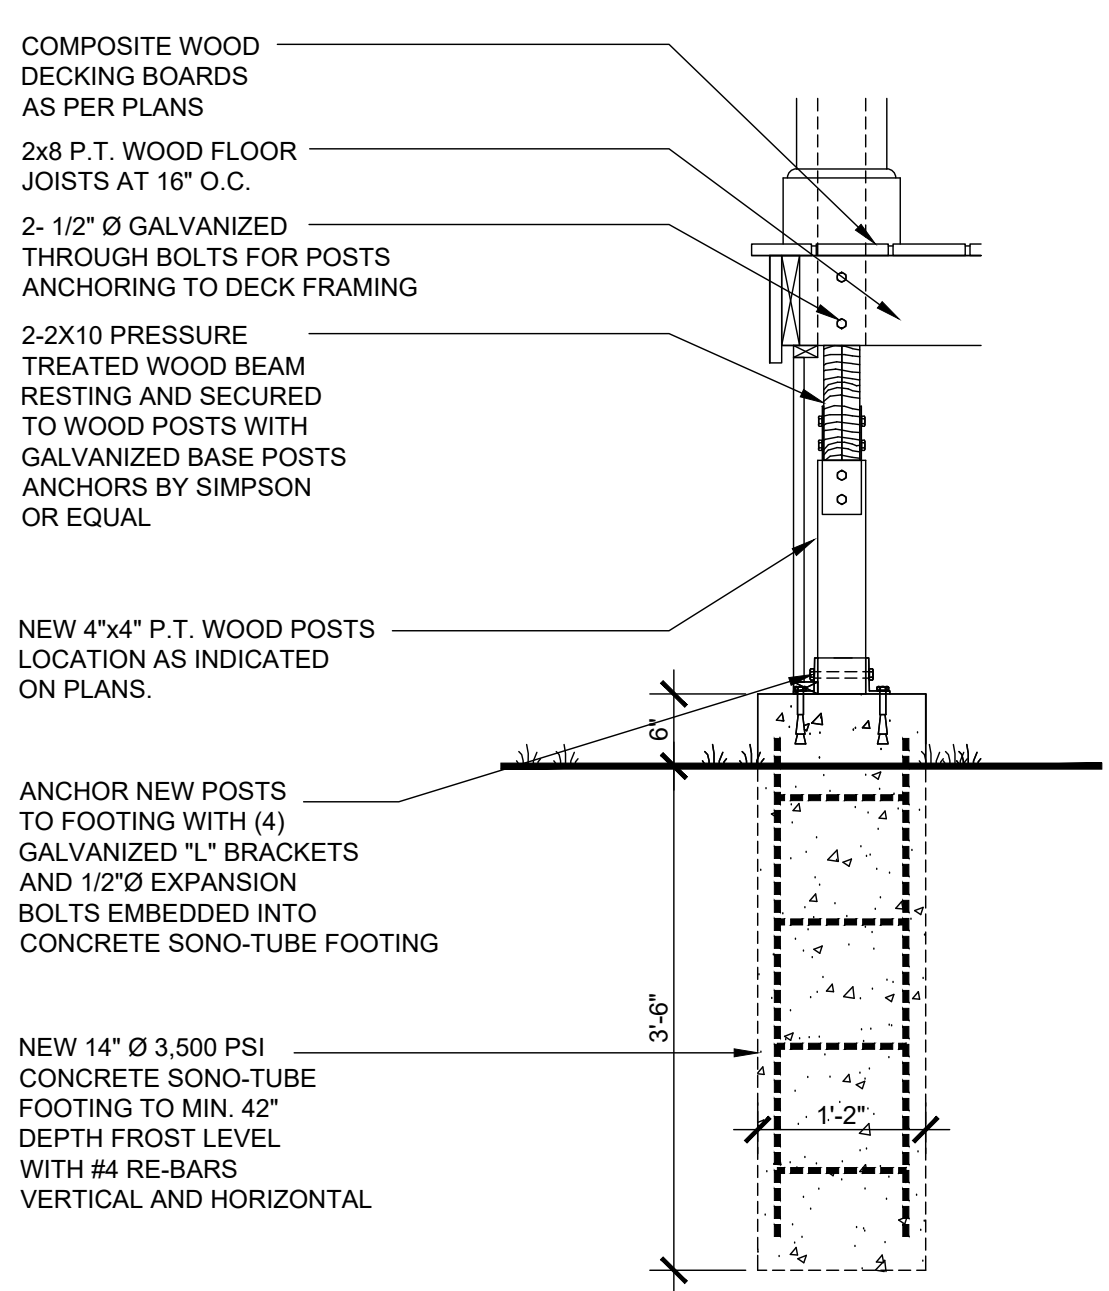 COMPOSITE WOOD
DECKING BOARDS
AS PER PLANS
2x8 P.T. WOOD FLOOR
JOISTS AT 16" O.C.
2- 1/2" Ø GALVANIZED
THROUGH BOLTS FOR POSTS
ANCHORING TO DECK FRAMING
2-2X10 PRESSURE
TREATED WOOD BEAM
RESTING AND SECURED
TO WOOD POSTS WITH
GALVANIZED BASE POSTS
ANCHORS BY SIMPSON
OR EQUAL
NEW 4"x4" P.T. WOOD POSTS
LOCATION AS INDICATED
ON PLANS.
6"
ANCHOR NEW POSTS
TO FOOTING WITH (4)
GALVANIZED "L" BRACKETS
AND 1/2"Ø EXPANSION
BOLTS EMBEDDED INTO
CONCRETE SONO-TUBE FOOTING
3'-6"
NEW 14" Ø 3,500 PSI
CONCRETE SONO-TUBE
FOOTING TO MIN. 42"
DEPTH FROST LEVEL
WITH #4 RE-BARS
VERTICAL AND HORIZONTAL
1'-2"